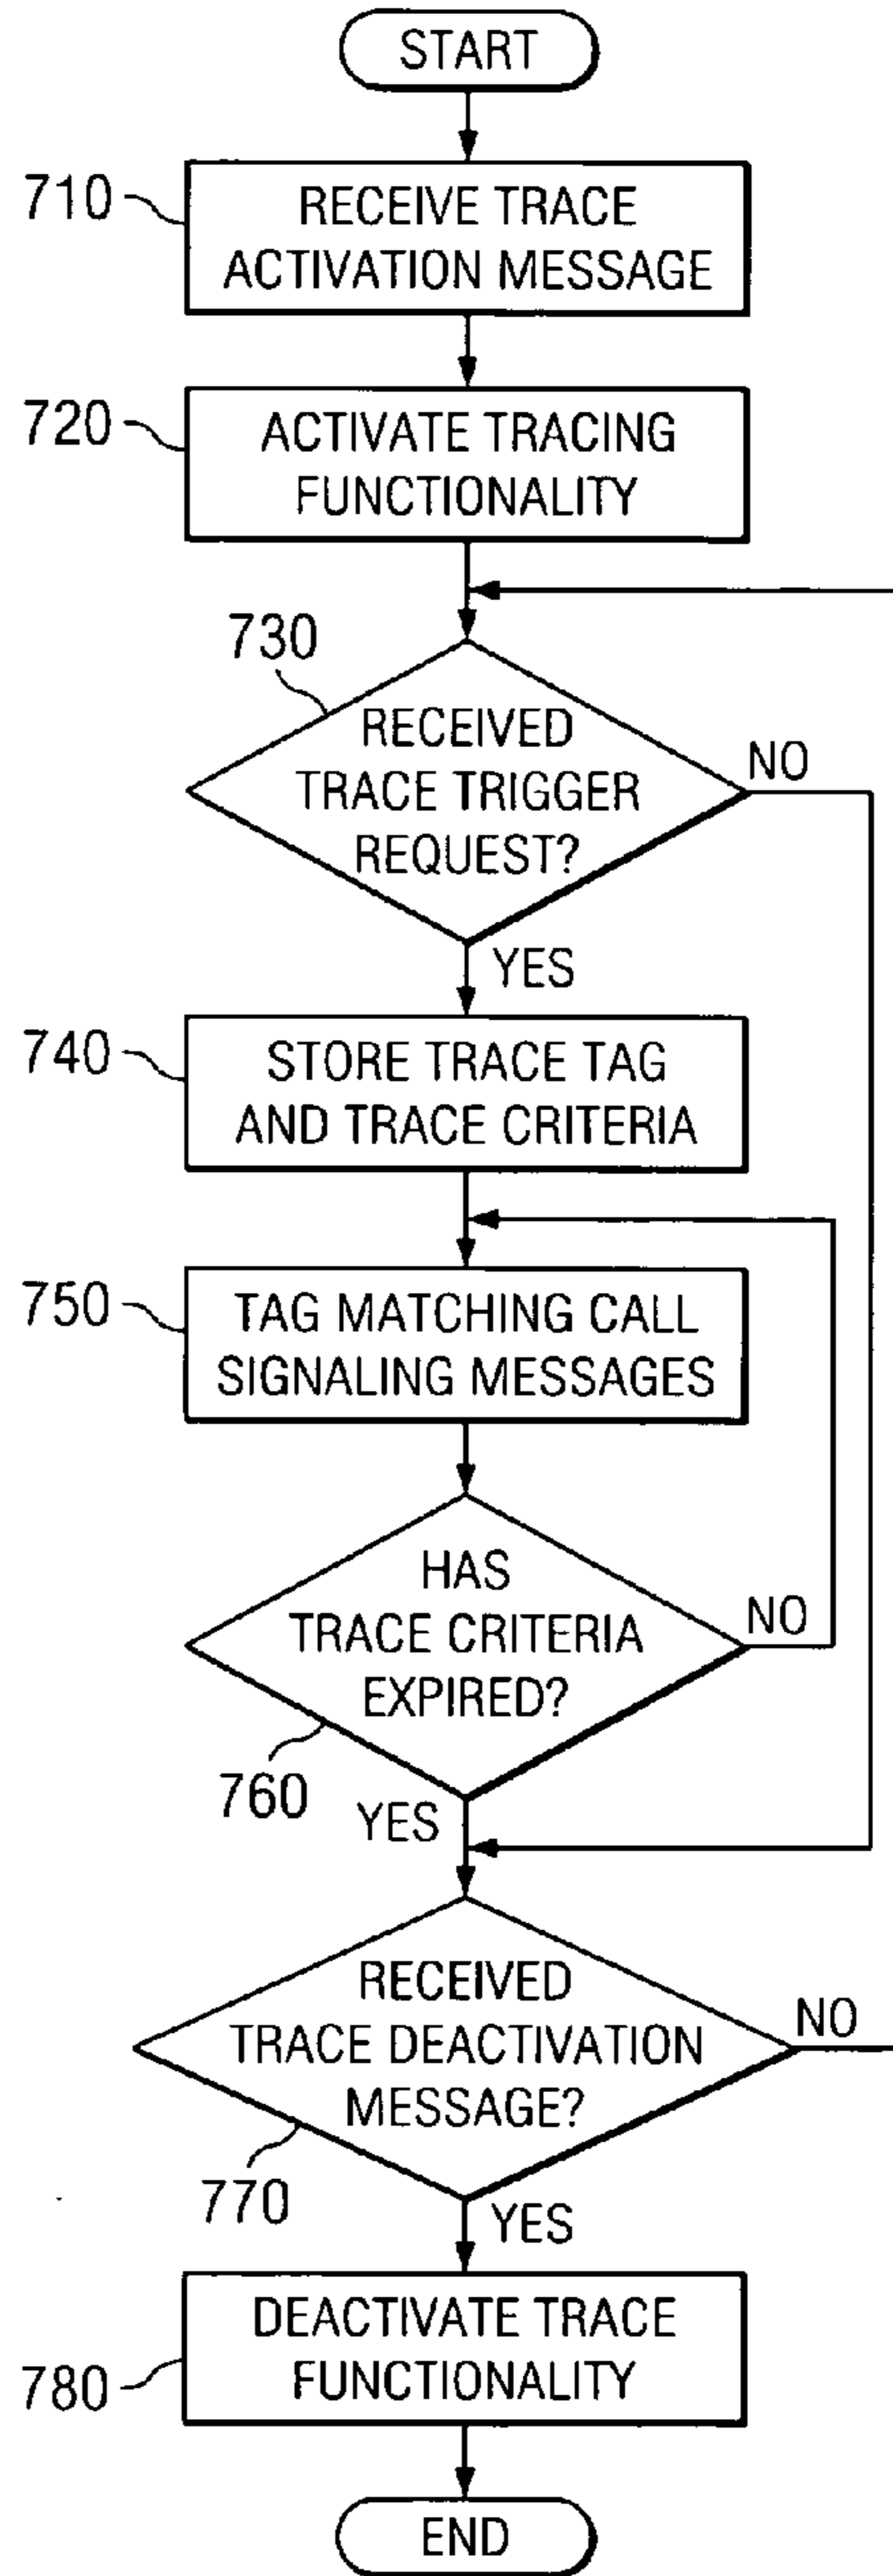 START
710
RECEIVE TRACE
ACTIVATION MESSAGE
720
ACTIVATE TRACING
FUNCTIONALITY
730
RECEIVED
TRACE TRIGGER
REQUEST?
NO
YES
740
STORE TRACE TAG
AND TRACE CRITERIA
750
TAG MATCHING CALL
SIGNALING MESSAGES
HAS
TRACE CRITERIA
EXPIRED?
NO
760
YES
RECEIVED
TRACE DEACTIVATION
MESSAGE?
NO
770
YES
780
DEACTIVATE TRACE
FUNCTIONALITY
END